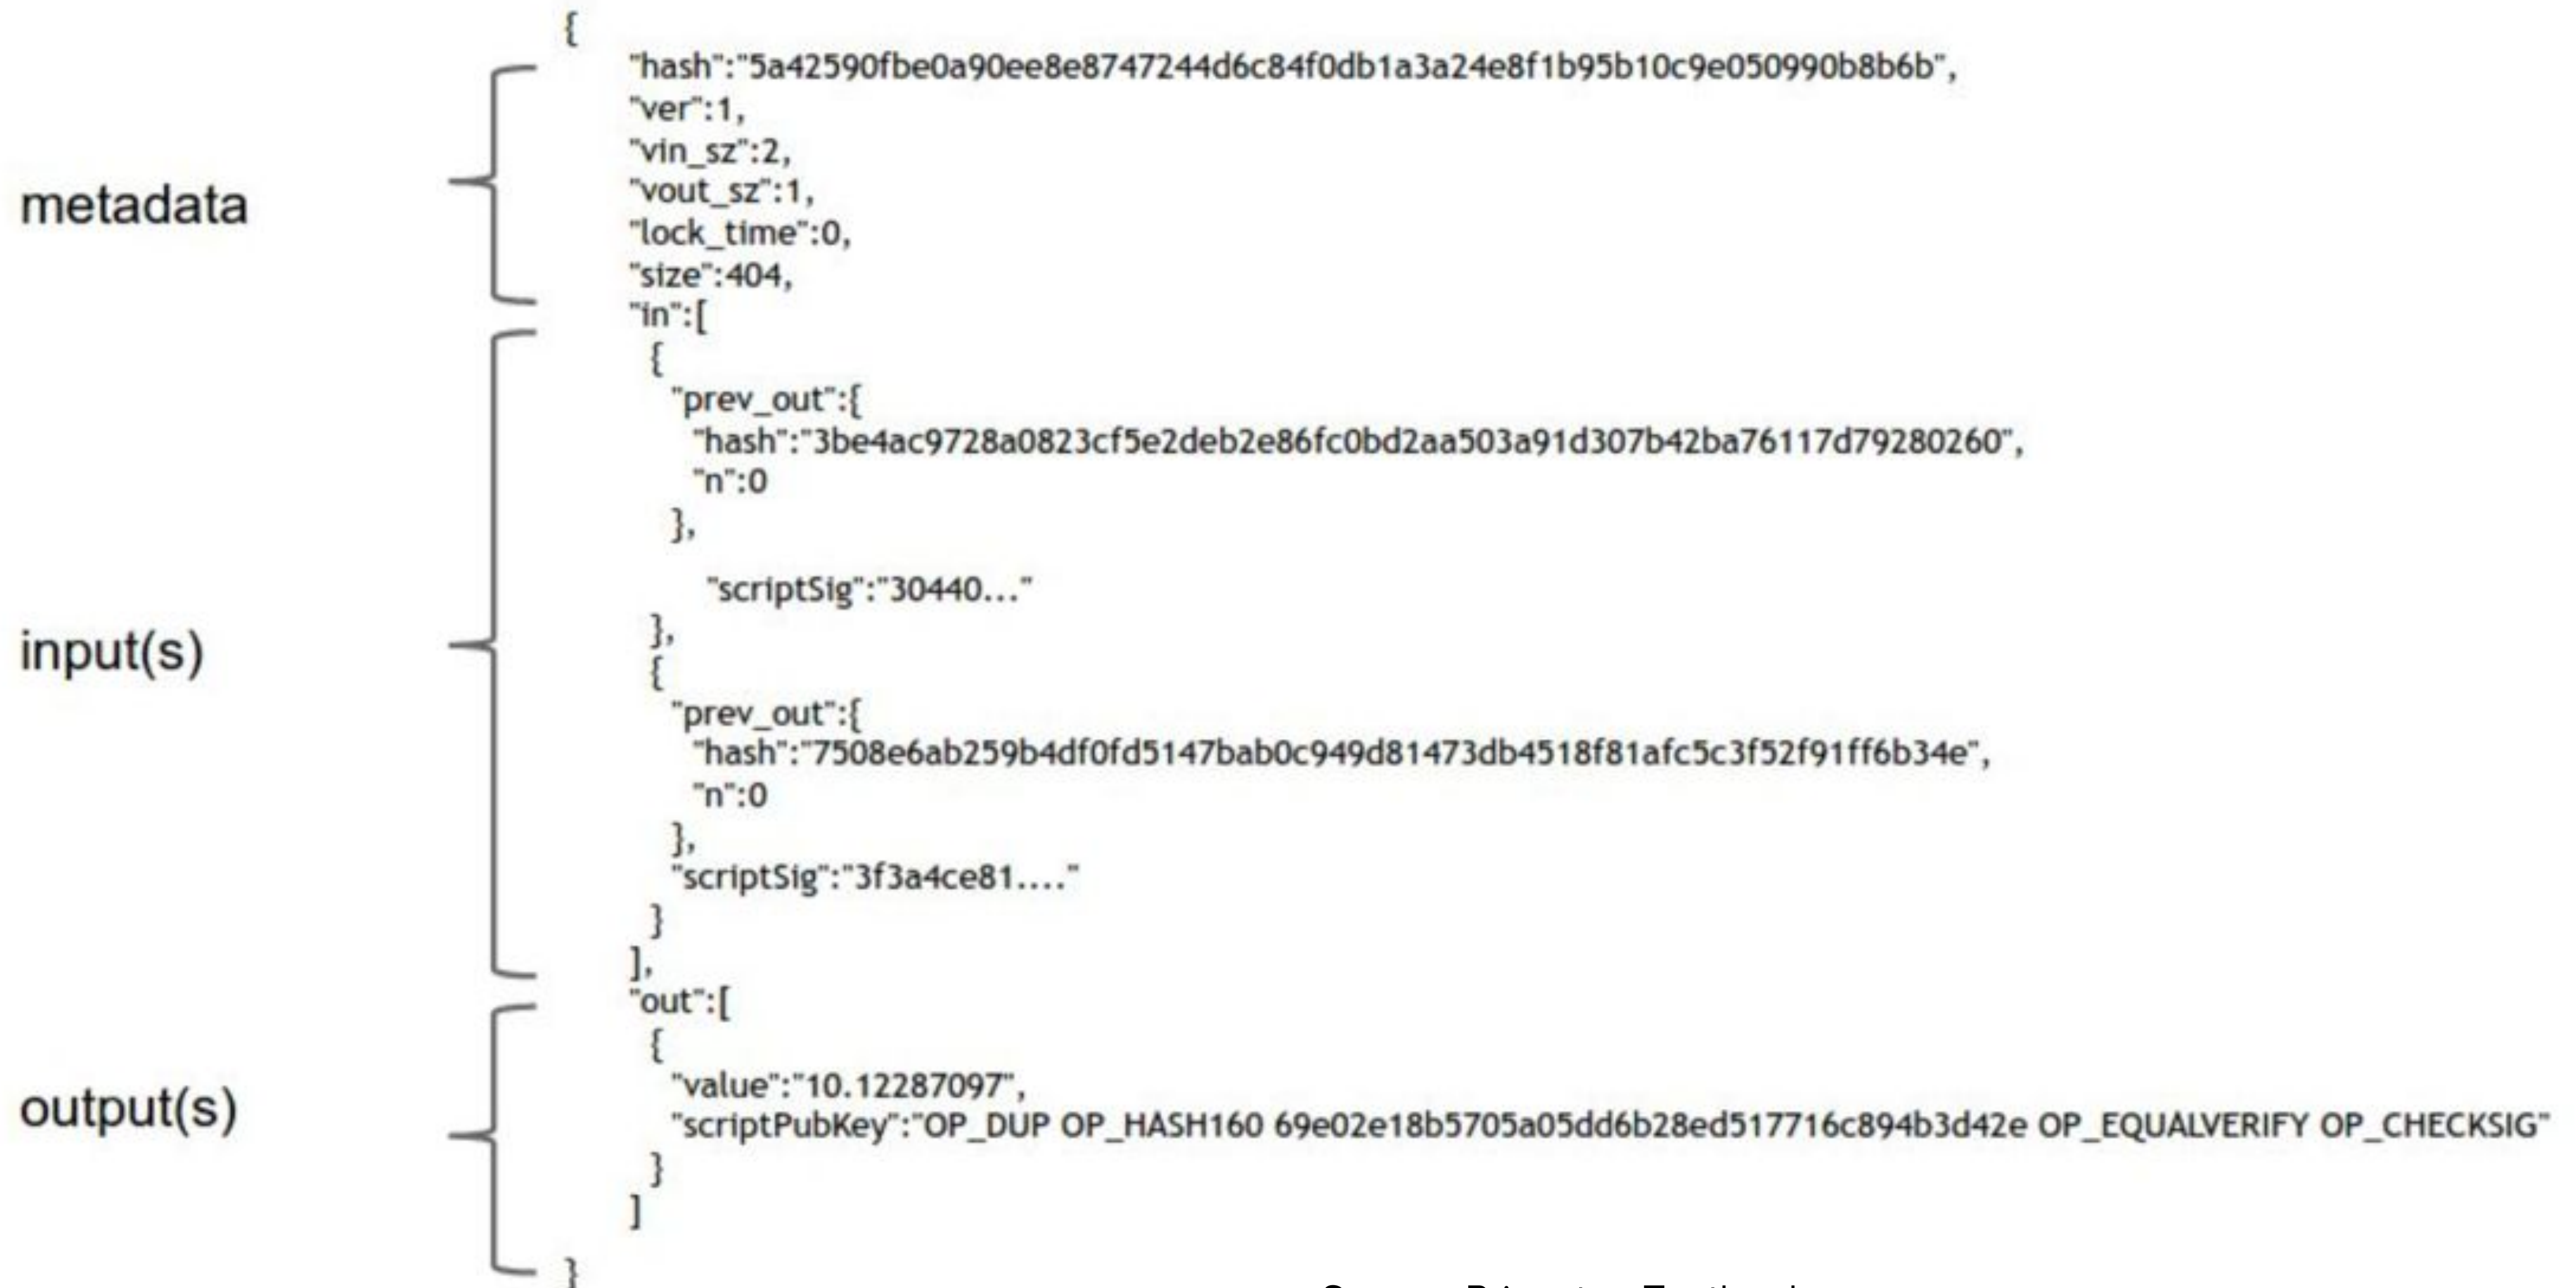 {
"hash":"5a42590fbe0a90ee8e8747244d6c84f0db1a3a24e8f1b95b10c9e050990b8b6b",
"ver":1,
"vin_sz":2,
"vout_sz":1,
metadata
"lock_time":0,
"size":404,
"in":[
{
"prev_out":{
"hash":"3be4ac9728a0823cf5e2deb2e86fc0bd2aa503a91d307b42ba76117d79280260",
"n":0
},
"scriptSig":"30440..."
},
input(s)
{
"prev_out":{
"hash":"7508e6ab259b4df0fd5147bab0c949d81473db4518f81afc5c3f52f91ff6b34e",
"n":0
},
"scriptSig":"3f3a4ce81...."
}
],
"out":[
{
"value":"10.12287097",
output(s)
"scriptPubKey":"OP_DUP OP_HASH160 69e02e18b5705a05dd6b28ed517716c894b3d42e OP_EQUALVERIFY OP_CHECKSIG"
}
]
}